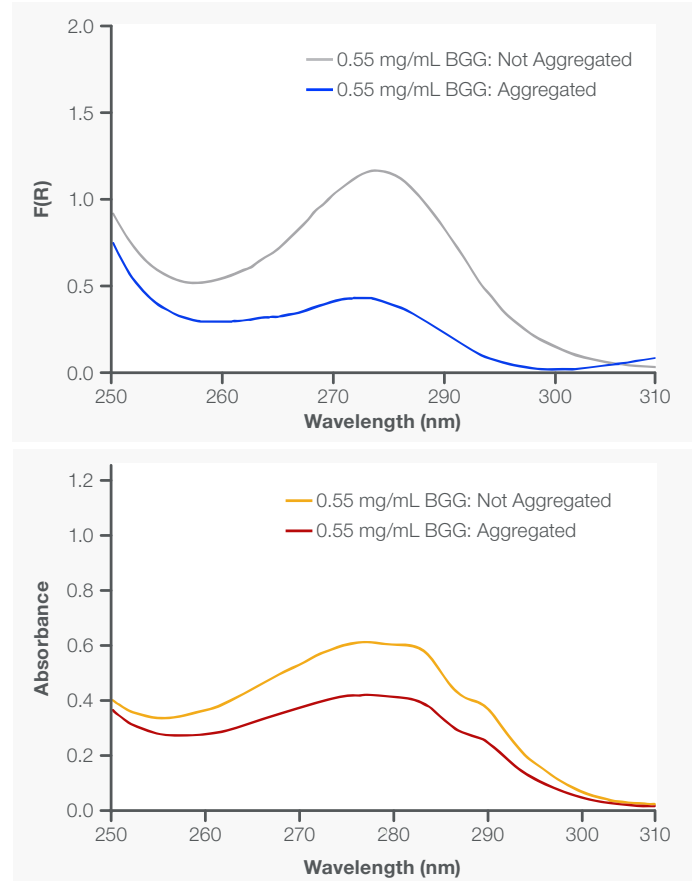 2.0
0.55 mg/mL BGG: Not Aggregated
0.55 mg/mL BGG: Aggregated
1.5
1.0
0.5
0.0
F(R)
250 260 270 290 300 310
Wavelength (nm)
1.2
0.55 mg/mL BGG: Not Aggregated
0.55 mg/mL BGG: Aggregated
1.0
0.8
0.6
0.4
0.2
0.0
Absorbance
250 260 270 280 290 300 310
Wavelength (nm)